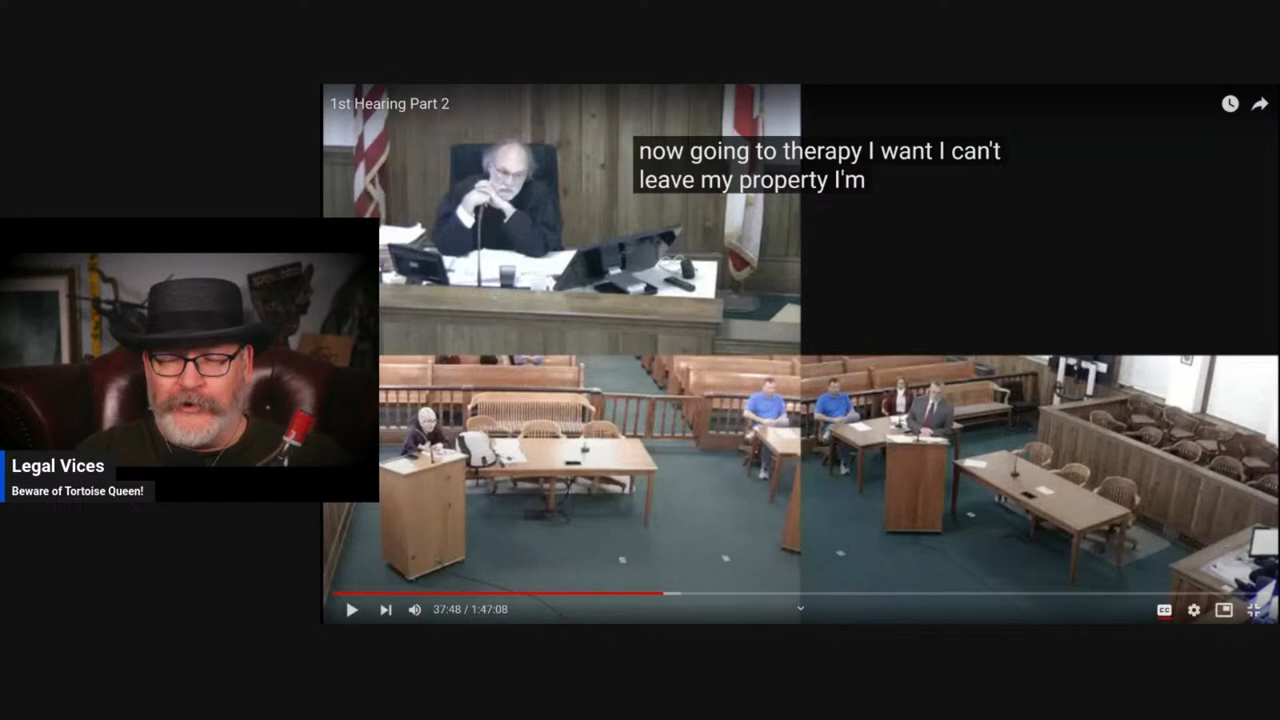 1st Hearing Part 2
now going to therapy I want I can't
leave my property I'm
Legal Vices
Beware of Tortoise Queen!
37:48 / 1:47:08
CC